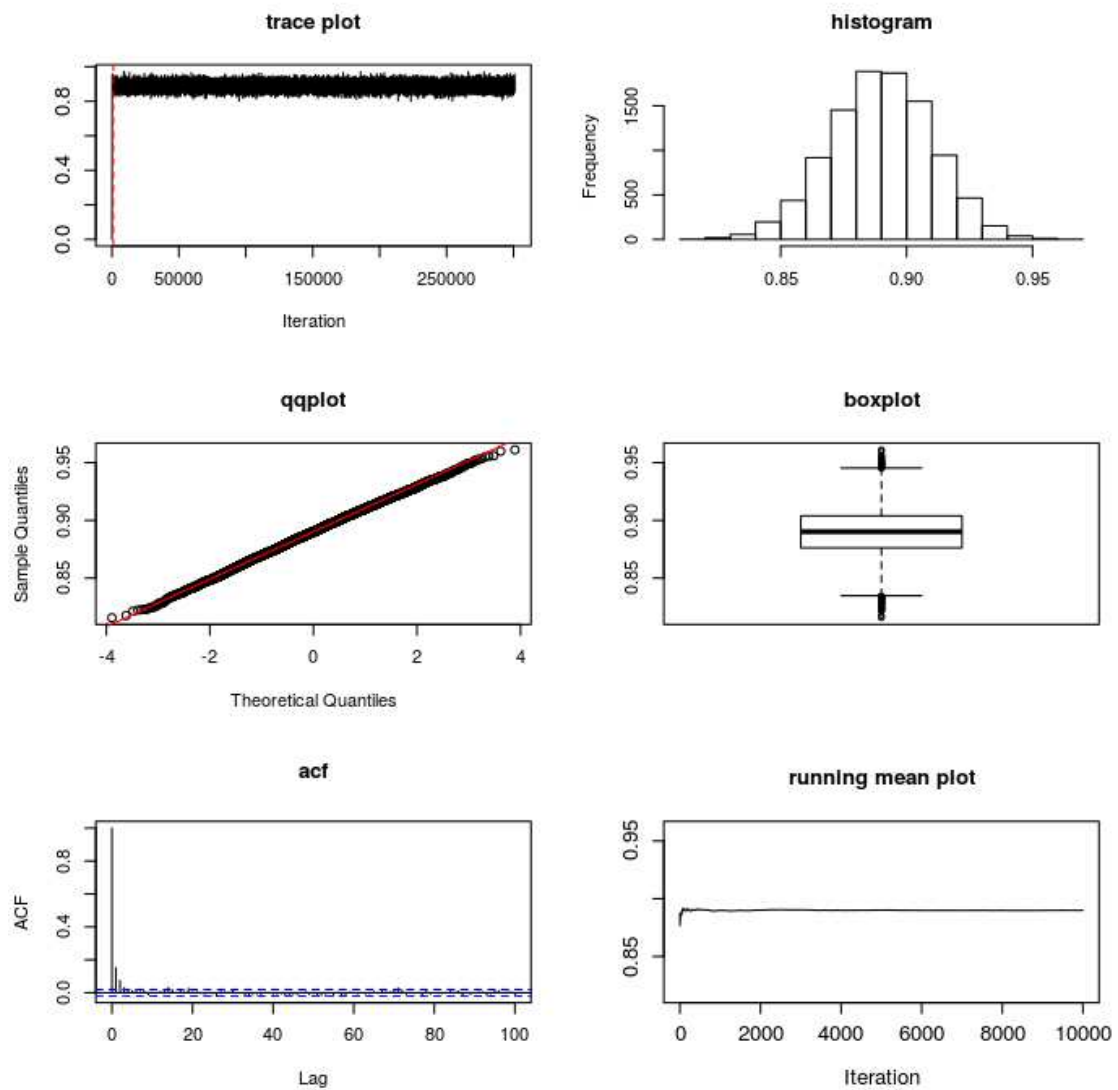 trace plot
0.0 0.4 0.8
0 50000 150000 250000
Iteration
histogram
Frequency
0 500 1500
0.85 0.90 0.95
qqplot
Sample Quantiles
0.85 0.90 0.95
-4 -2 0 2 4
Theoretical Quantiles
boxplot
0.85 0.90 0.95
acf
ACF
0.0 0.4 0.8
0 20 40 60 80 100
Lag
running mean plot
0.85 0.95
0 2000 4000 6000 8000 10000
Iteration